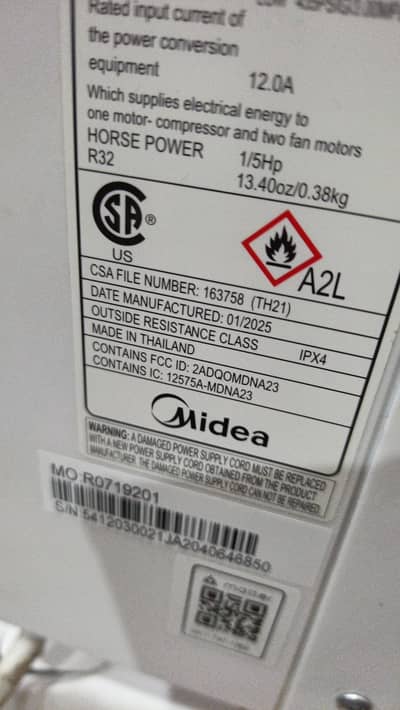 Rated input current of
the power conversion
equipment 12.0A
Which supplies electrical energy to
one motor- compressor and two fan motors
HORSE POWER 1/5Hp
R32 13.40oz/0.38kg
SA ®
US
A2L
CSA FILE NUMBER: 163758 (TH21)
DATE MANUFACTURED: 01/2025
OUTSIDE RESISTANCE CLASS IPX4
MADE IN THAILAND
CONTAINS FCC ID: 2ADQOMDNA23
CONTAINS IC: 12575A-MDNA23
Midea
WARNING: A DAMAGED POWER SUPPLY CORD MUST BE REPLACED
WITH A NEW POWER SUPPLY CORD OBTAINED FROM THE PRODUCT
MANUFACTURER. THE DAMAGED POWER SUPPLY CORD CAN NOT BE REPAIRED.
MO:R0719201
S/N 5412030021JA2040646850